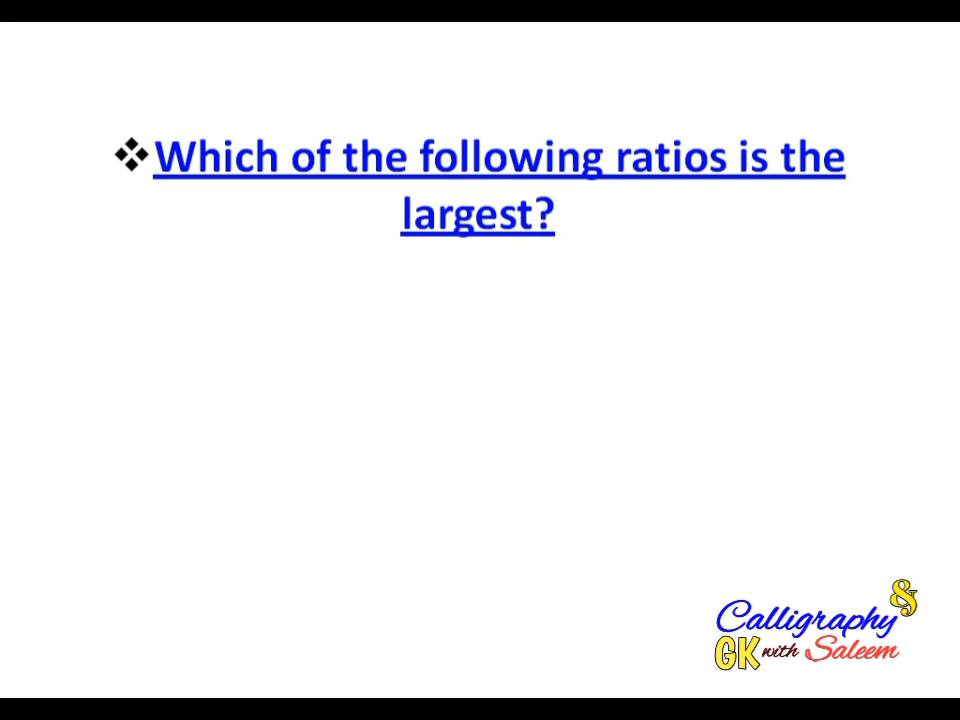 ❖Which of the following ratios is the
largest?
&
Calligraphy
GK with Saleem